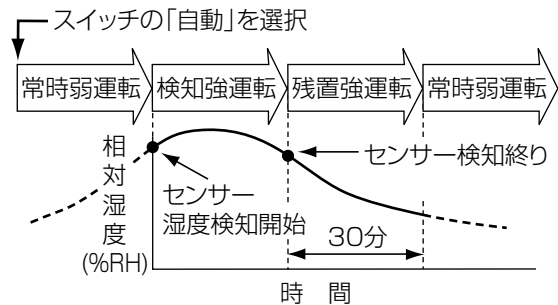 スイッチの「自動」を選択
常時弱運転
検知強運転
残置強運転
常時弱運転
相対湿度
(%RH)
センサー
湿度検知開始
センサー検知終り
30分
時 間